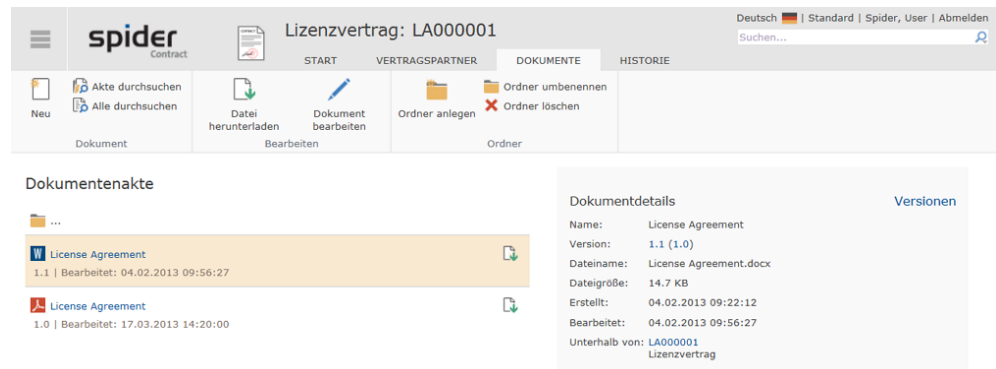 Deutsch | Standard | Spider, User | Abmelden
spider
Contract
CONTRACT
Lizenzvertrag: LA000001
Suchen...
START VERTRAGSPARTNER DOKUMENTE HISTORIE
Neu
Akte durchsuchen
Alle durchsuchen
Dokument
Datei
herunterladen
Dokument
bearbeiten
Bearbeiten
Ordner anlegen
Ordner umbenennen
Ordner löschen
Ordner
Dokumentenakte
...
W License Agreement
1.1 | Bearbeitet: 04.02.2013 09:56:27
License Agreement
1.0 | Bearbeitet: 17.03.2013 14:20:00
Dokumentdetails Versionen
Name: License Agreement
Version: 1.1 (1.0)
Dateiname: License Agreement.docx
Dateigröße: 14.7 KB
Erstellt: 04.02.2013 09:22:12
Bearbeitet: 04.02.2013 09:56:27
Unterhalb von: LA000001
Lizenzvertrag